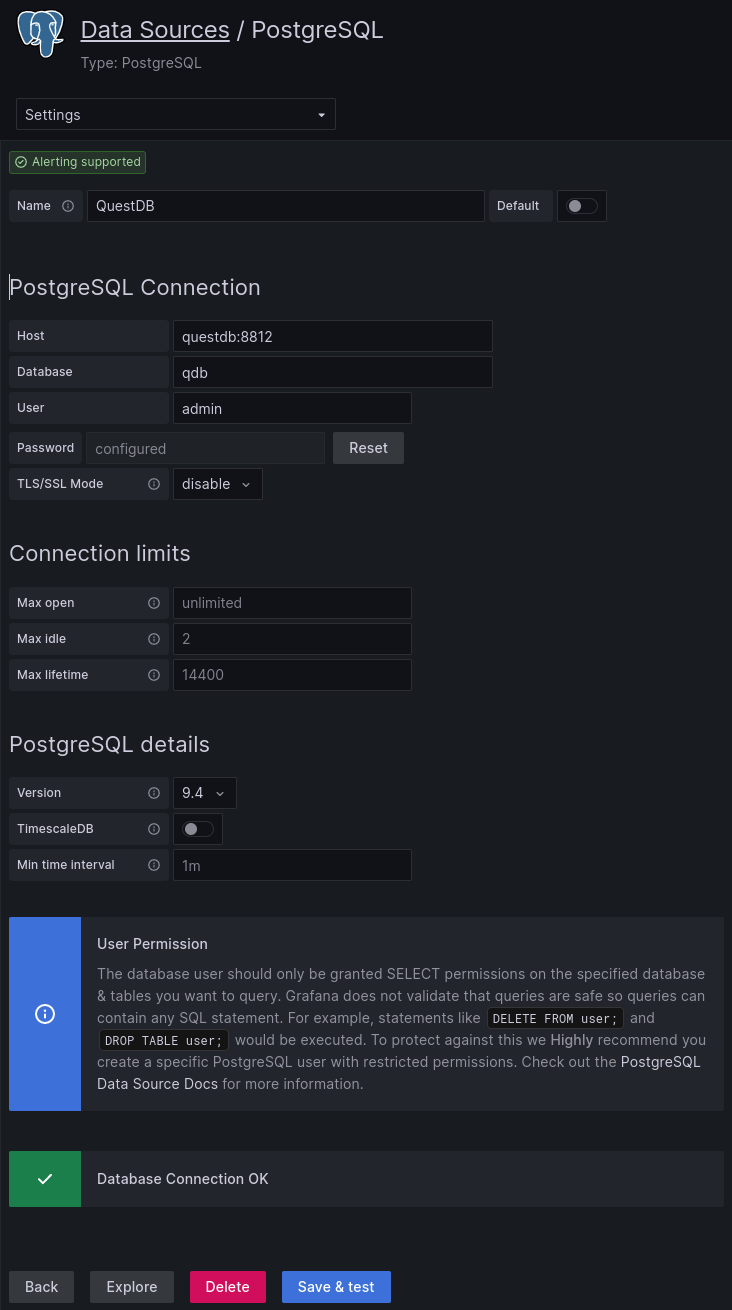 Data Sources / PostgreSQL
Type: PostgreSQL
Settings
Alerting supported
Name QuestDB Default
PostgreSQL Connection
Host questdb:8812
Database qdb
User admin
Password configured Reset
TLS/SSL Mode disable
Connection limits
Max open unlimited
Max idle 2
Max lifetime 14400
PostgreSQL details
Version 9.4
TimescaleDB
Min time interval 1m
User Permission
The database user should only be granted SELECT permissions on the specified database
& tables you want to query. Grafana does not validate that queries are safe so queries can
contain any SQL statement. For example, statements like DELETE FROM user; and
DROP TABLE user; would be executed. To protect against this we Highly recommend you
create a specific PostgreSQL user with restricted permissions. Check out the PostgreSQL
Data Source Docs for more information.
Database Connection OK
Back Explore Delete Save & test